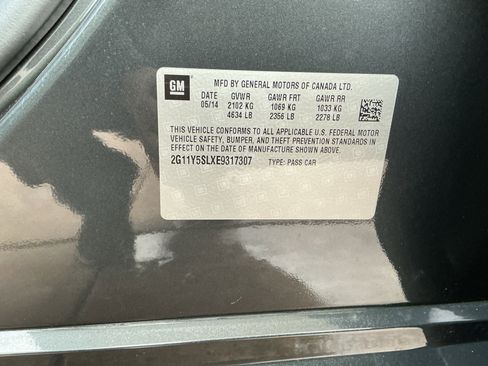 GM
MFD BY GENERAL MOTORS OF CANADA LTD.
DATE GVWR GAWR FRT GAWR RR
05/14 2102 KG 1069 KG 1033 KG
4634 LB 2356 LB 2278 LB
THIS VEHICLE CONFORMS TO ALL APPLICABLE U.S. FEDERAL MOTOR
VEHICLE SAFETY, BUMPER, AND THEFT PREVENTION STANDARDS IN
EFFECT ON THE DATE OF MANUFACTURE SHOWN ABOVE.
2G11Y5SLXE9317307 TYPE: PASS CAR